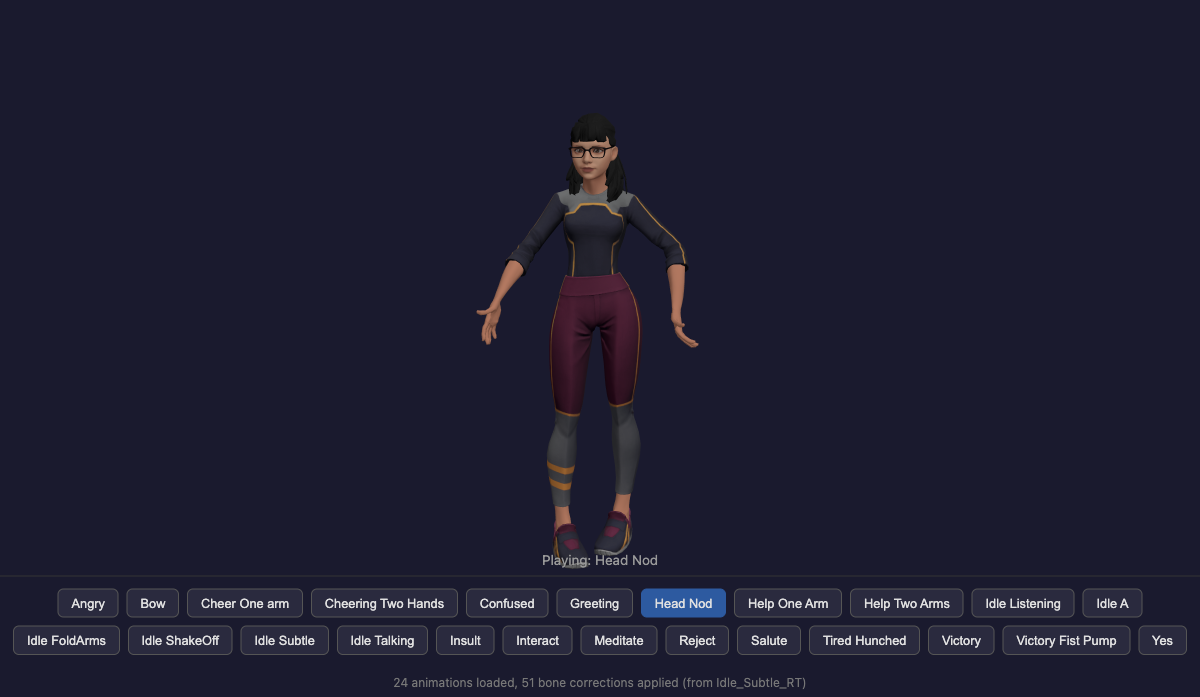 Playing: Head Nod
Angry Bow Cheer One arm Cheering Two Hands Confused Greeting Head Nod Help One Arm Help Two Arms Idle Listening Idle A
Idle FoldArms Idle ShakeOff Idle Subtle Idle Talking Insult Interact Meditate Reject Salute Tired Hunched Victory Victory Fist Pump Yes
24 animations loaded, 51 bone corrections applied (from Idle_Subtle_RT)